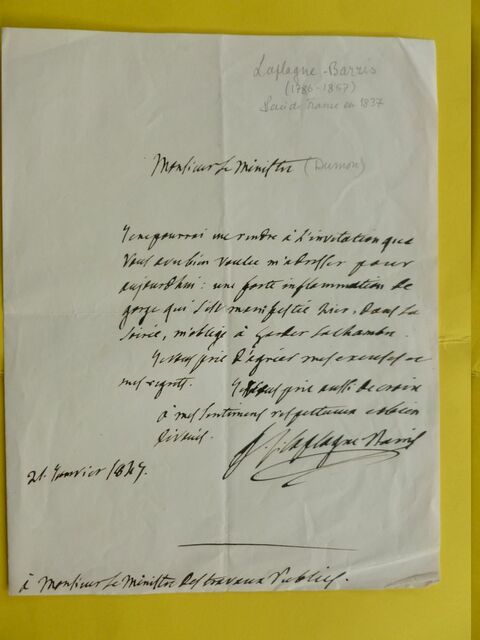 Laplagne-Barris
(1786-1857)
Pair de France en 1837
Monsieur Le Ministre (Dumon)
Je ne pourrai me rendre à L'invitation que
Vous avez bien voulu m'adresser pour
aujourd'hui : une forte inflammation de
gorge qui s'est manifestée hier, dans La
soirée, m'oblige à Garder La chambre.
Je vous prie d'agréer mes excuses et
mes regrets. Je vous prie aussi de croire
à mes sentimens respectueux et bien
Dévoués.
Laplagne Barris
21. Janvier 1847.
à Monsieur Le Ministre Des travaux Publics.